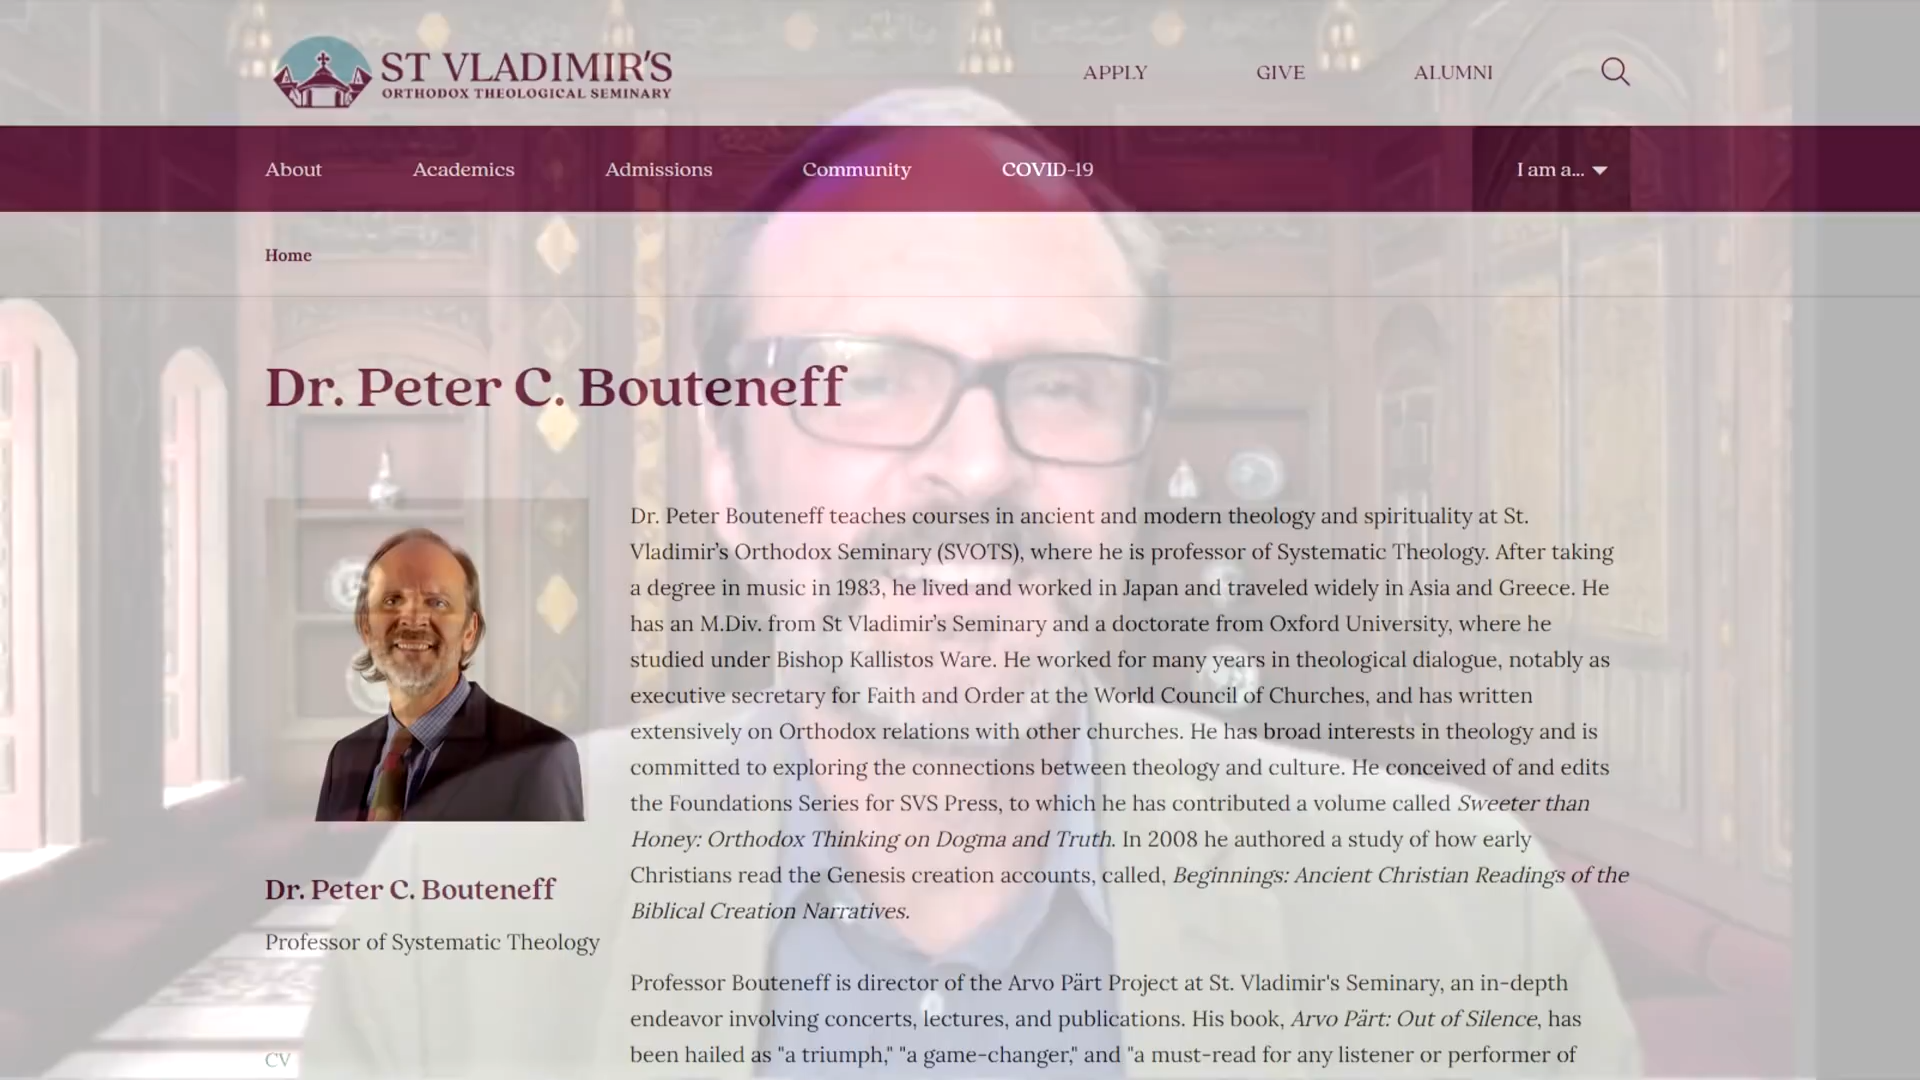 ST VLADIMIR'S
ORTHODOX THEOLOGICAL SEMINARY
APPLY
GIVE
ALUMNI
About
Academics
Admissions
Community
COVID-19
I am a...
Home
Dr. Peter C. Bouteneff
Dr. Peter Bouteneff teaches courses in ancient and modern theology and spirituality at St.
Vladimir’s Orthodox Seminary (SVOTS), where he is professor of Systematic Theology. After taking
a degree in music in 1983, he lived and worked in Japan and traveled widely in Asia and Greece. He
has an M.Div. from St Vladimir’s Seminary and a doctorate from Oxford University, where he
studied under Bishop Kallistos Ware. He worked for many years in theological dialogue, notably as
executive secretary for Faith and Order at the World Council of Churches, and has written
extensively on Orthodox relations with other churches. He has broad interests in theology and is
committed to exploring the connections between theology and culture. He conceived of and edits
the Foundations Series for SVS Press, to which he has contributed a volume called Sweeter than
Honey: Orthodox Thinking on Dogma and Truth. In 2008 he authored a study of how early
Christians read the Genesis creation accounts, called, Beginnings: Ancient Christian Readings of the
Biblical Creation Narratives.
Professor Bouteneff is director of the Arvo Pärt Project at St. Vladimir's Seminary, an in-depth
endeavor involving concerts, lectures, and publications. His book, Arvo Pärt: Out of Silence, has
been hailed as "a triumph," "a game-changer," and "a must-read for any listener or performer of
Dr. Peter C. Bouteneff
Professor of Systematic Theology
CV